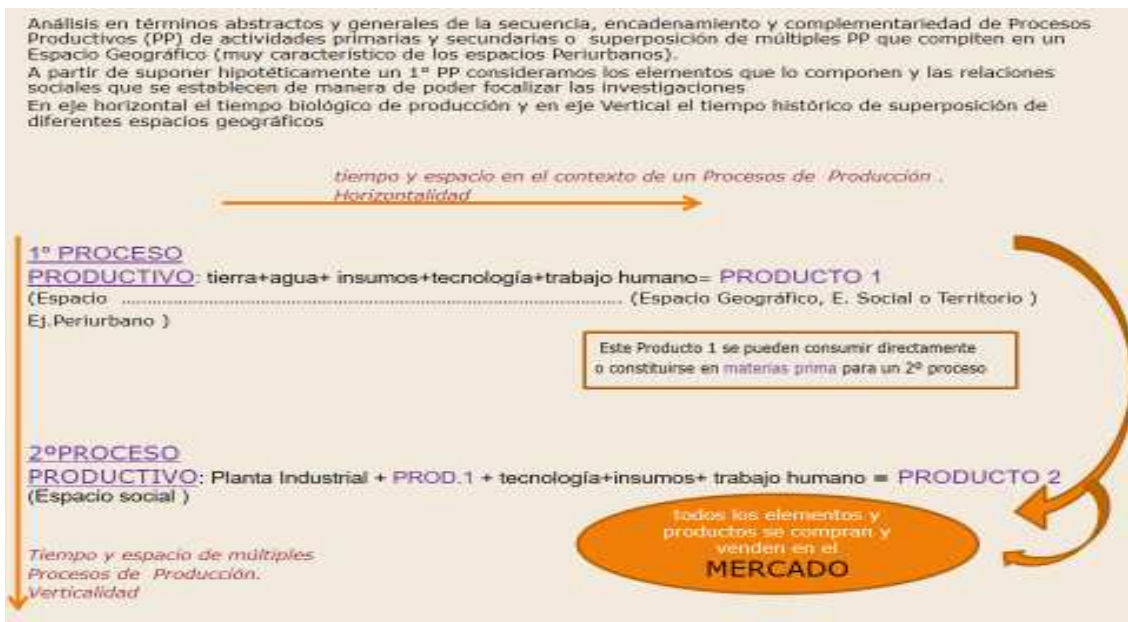 Análisis en términos abstractos y generales de la secuencia, encadenamiento y complementariedad de Procesos
Productivos (PP) de actividades primarias y secundarias o superposición de múltiples PP que compiten en un
Espacio Geográfico (muy característico de los espacios Periurbanos).
A partir de suponer hipotéticamente un 1º PP consideramos los elementos que lo componen y las relaciones
sociales que se establecen de manera de poder focalizar las investigaciones
En eje horizontal el tiempo biológico de producción y en eje Vertical el tiempo histórico de superposición de
diferentes espacios geográficos
tiempo y espacio en el contexto de un Procesos de Producción .
Horizontalidad
1º PROCESO
PRODUCTIVO: tierra+agua+ insumos+tecnología+trabajo humano= PRODUCTO 1
(Espacio ........................................................................................ (Espacio Geográfico, E. Social o Territorio )
Ej.Periurbano )
Este Producto 1 se pueden consumir directamente
o constituirse en materias prima para un 2º proceso
2ºPROCESO
PRODUCTIVO: Planta Industrial + PROD.1 + tecnología+insumos+ trabajo humano = PRODUCTO 2
(Espacio social )
todos los elementos y
productos se compran y
venden en el
MERCADO
Tiempo y espacio de múltiples
Procesos de Producción.
Verticalidad